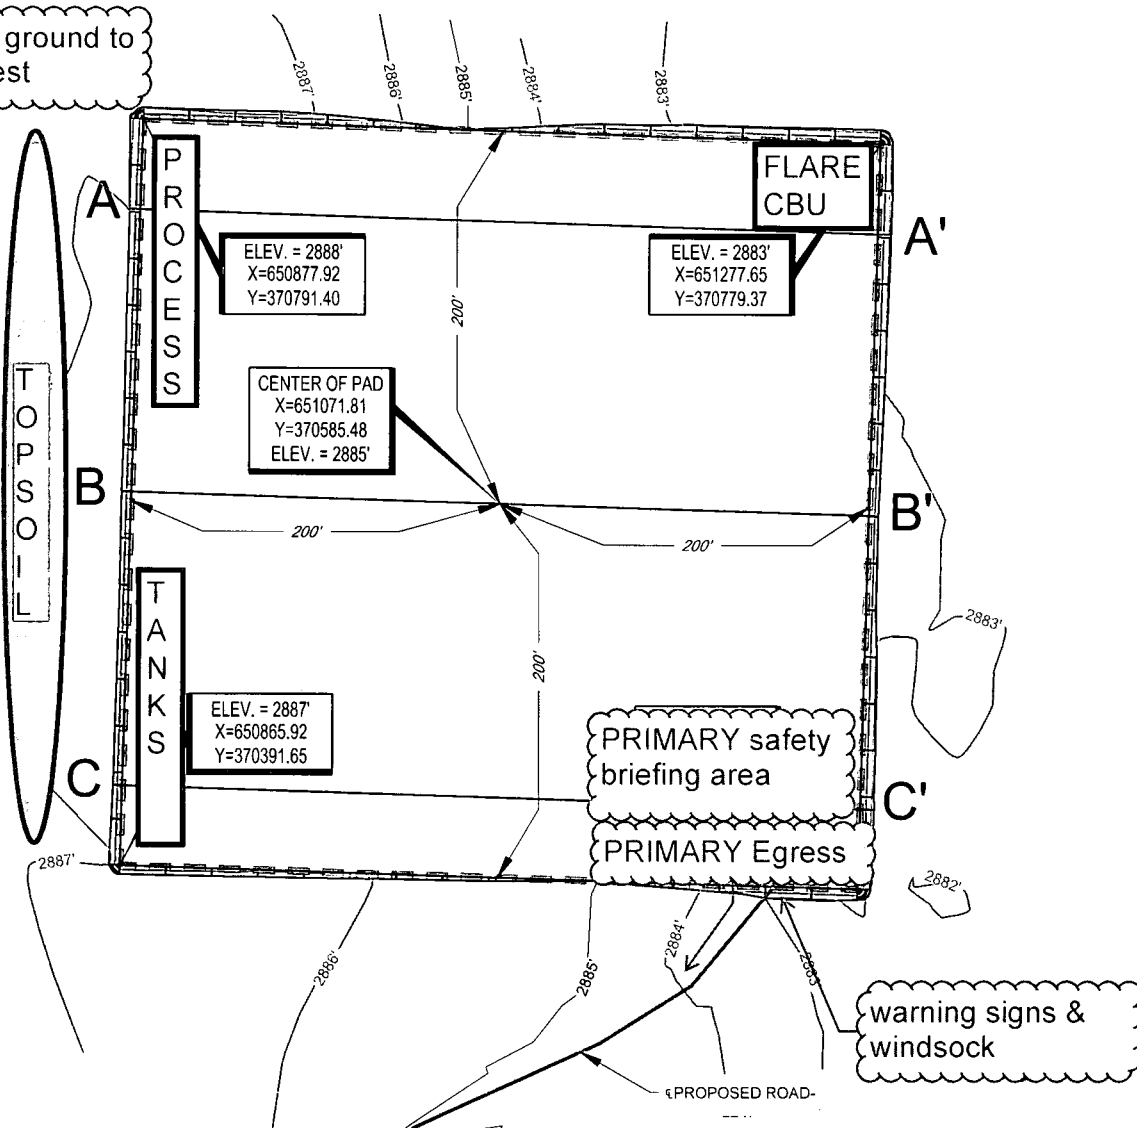 ground to
est
2887'
2886'
2885'
2884'
2883'
PROCESS
FLARE
CBU
A
A'
ELEV. = 2888'
X=650877.92
Y=370791.40
ELEV. = 2883'
X=651277.65
Y=370779.37
200'
TOPSOIL
CENTER OF PAD
X=651071.81
Y=370585.48
ELEV. = 2885'
B
B'
200'
200'
TANKS
2883'
200'
ELEV. = 2887'
X=650865.92
Y=370391.65
PRIMARY safety
briefing area
C
C'
PRIMARY Egress
2887'
2882'
2886'
2885'
2884'
2883'
warning signs &
windsock
℄PROPOSED ROAD-